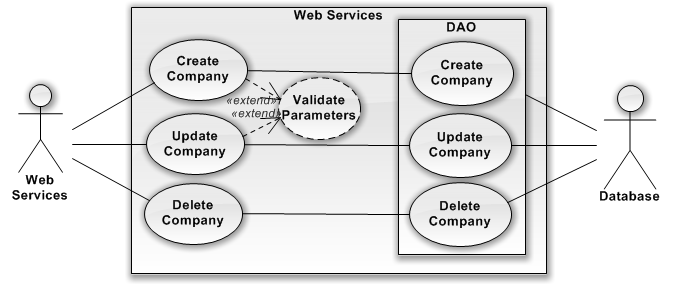 Web Services
DAO
Create
Company
Create
Company
«extend»
Validate
Parameters
«extend»
Update
Company
Update
Company
Web
Services
Database
Delete
Company
Delete
Company